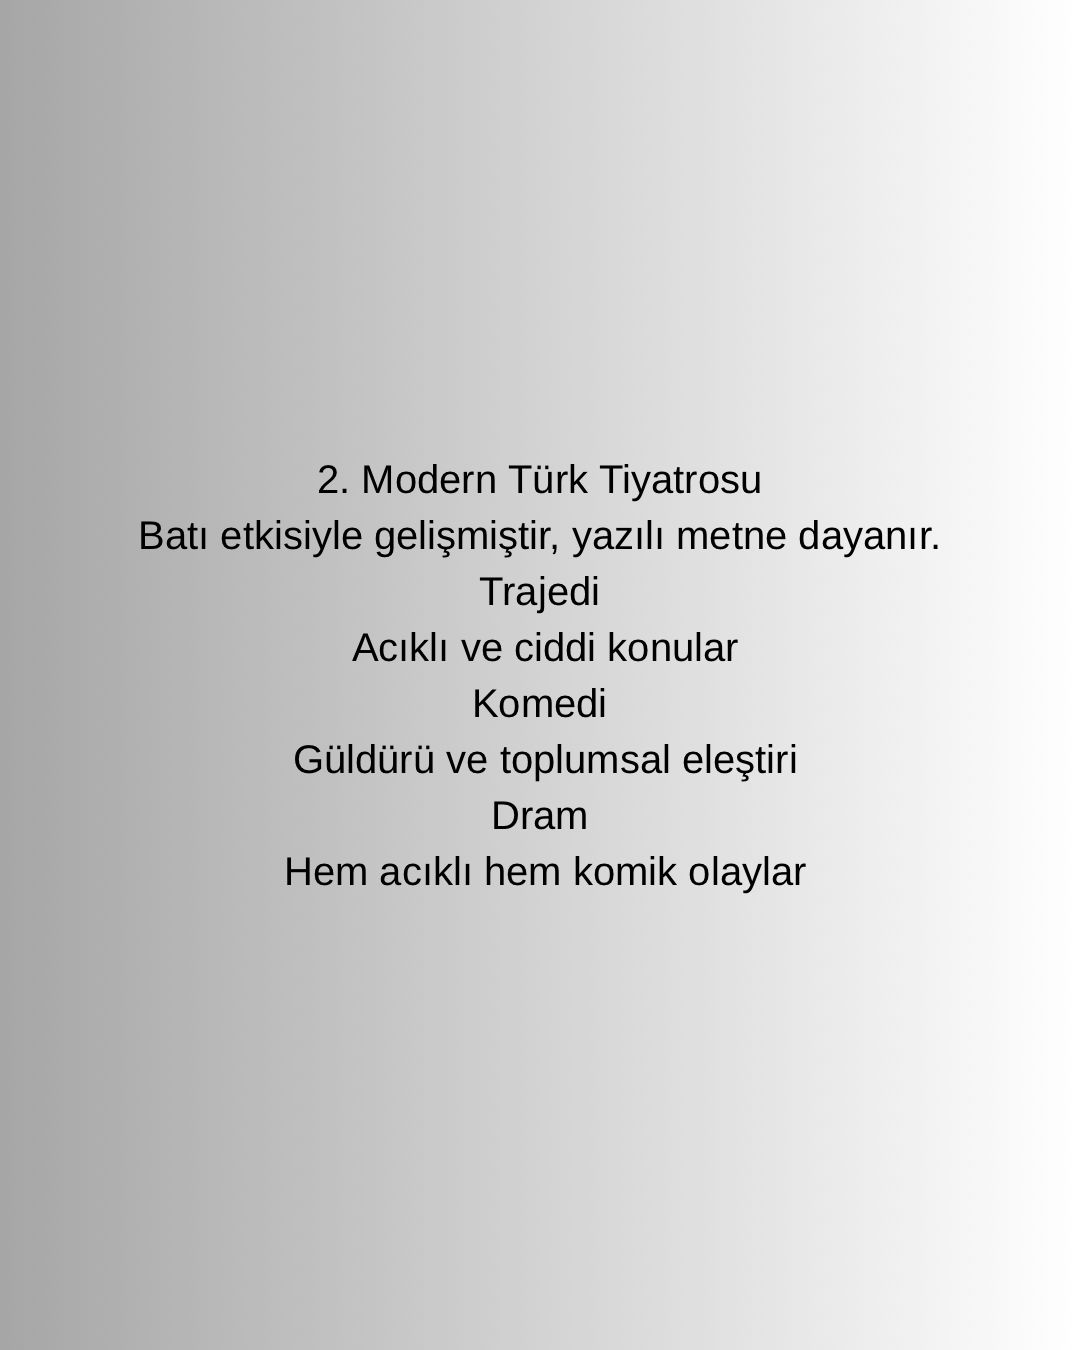 2. Modern Türk Tiyatrosu
Batı etkisiyle gelişmiştir, yazılı metne dayanır.
Trajedi
Acıklı ve ciddi konular
Komedi
Güldürü ve toplumsal eleştiri
Dram
Hem acıklı hem komik olaylar